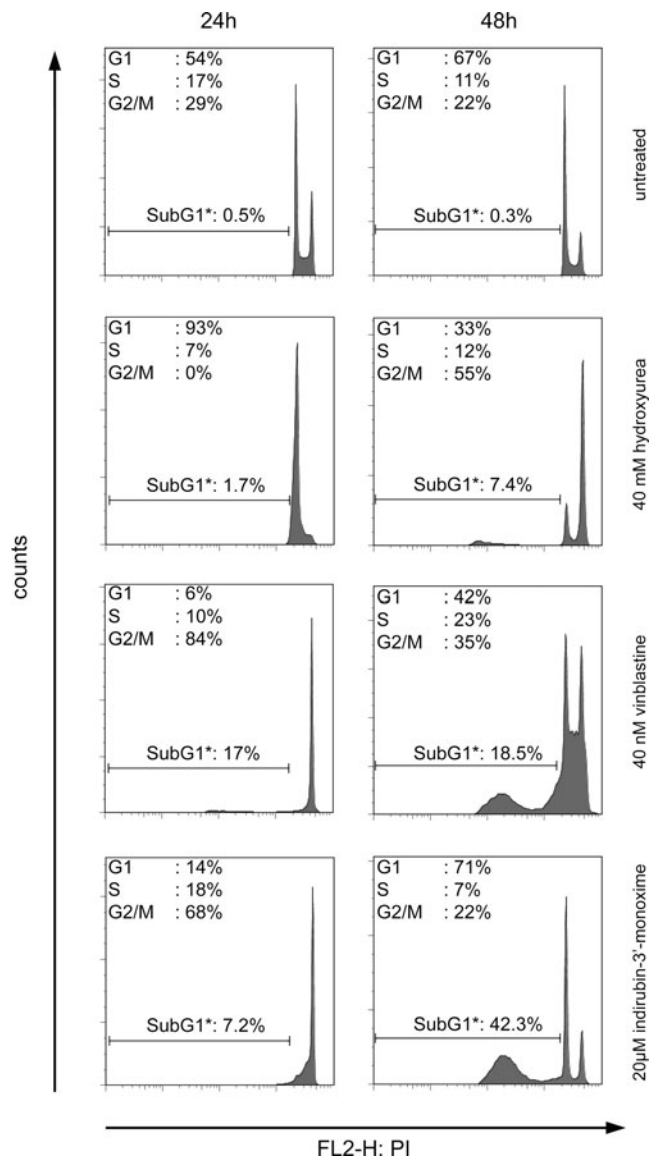 24h
48h
G1 : 54%
S : 17%
G2/M : 29%
SubG1*: 0.5%
G1 : 67%
S : 11%
G2/M : 22%
SubG1*: 0.3%
untreated
G1 : 93%
S : 7%
G2/M : 0%
SubG1*: 1.7%
G1 : 33%
S : 12%
G2/M : 55%
SubG1*: 7.4%
40 mM hydroxyurea
G1 : 6%
S : 10%
G2/M : 84%
SubG1*: 17%
G1 : 42%
S : 23%
G2/M : 35%
SubG1*: 18.5%
40 nM vinblastine
G1 : 14%
S : 18%
G2/M : 68%
SubG1*: 7.2%
G1 : 71%
S : 7%
G2/M : 22%
SubG1*: 42.3%
20µM indirubin-3'-monoxime
counts
FL2-H: PI